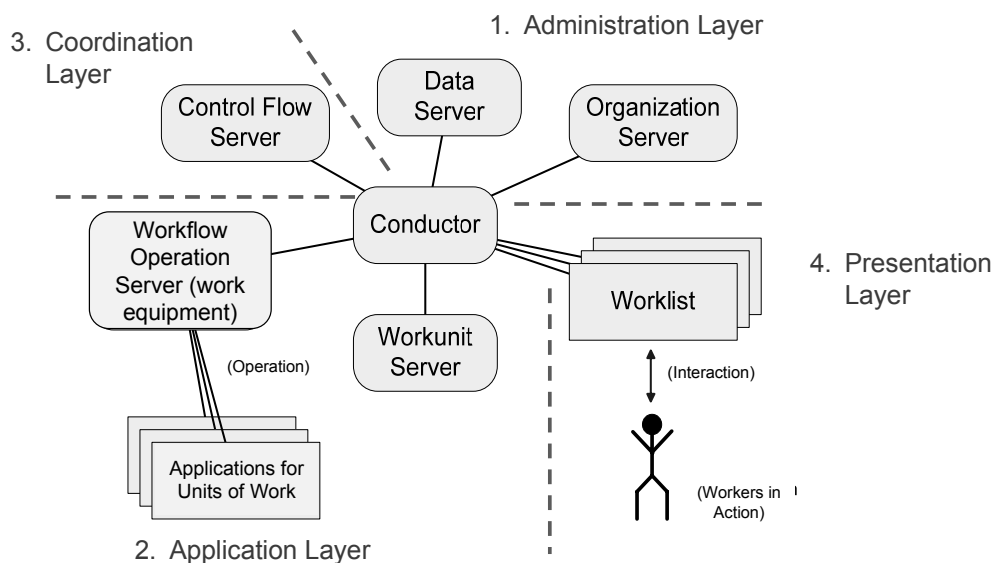 3. Coordination
Layer
1. Administration Layer
Data
Server
Control Flow
Server
Organization
Server
Conductor
Workflow
Operation
Server (work
equipment)
Worklist
4. Presentation
Layer
Workunit
Server
(Operation)
(Interaction)
Applications for
Units of Work
(Workers in
Action)
2. Application Layer